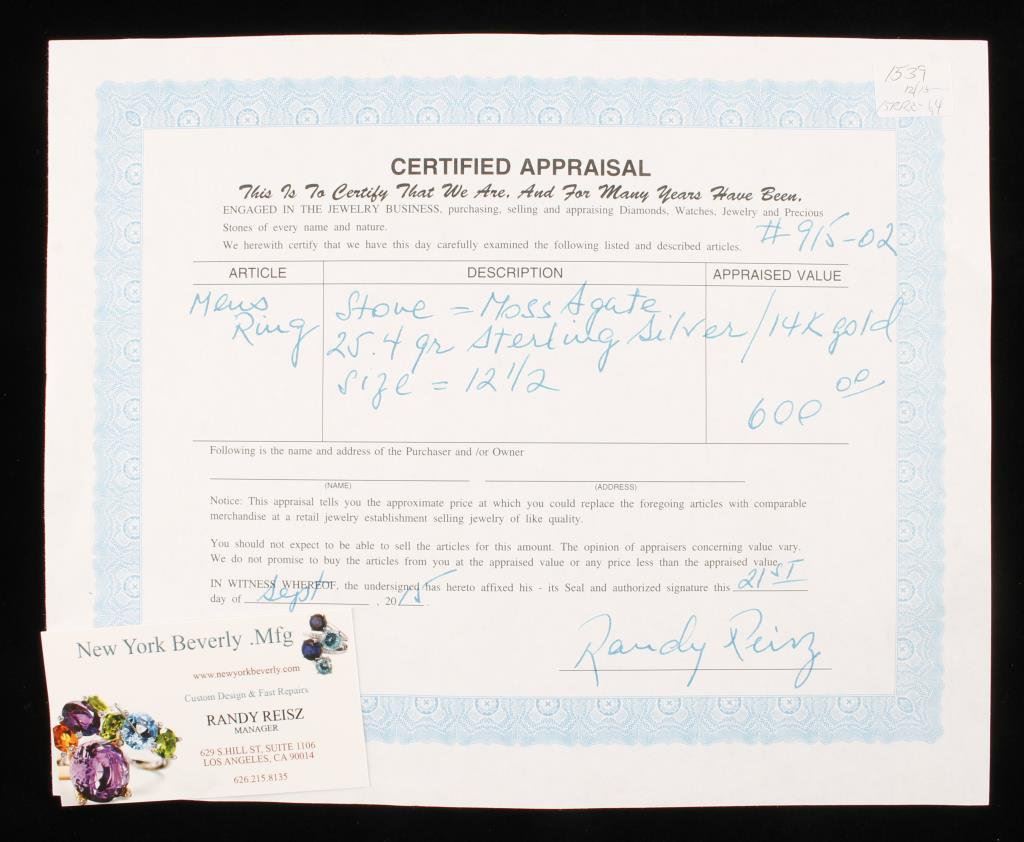 1539
12/15
CERTIFIED APPRAISAL
This Is To Certify That We Are, And For Many Years Have Been,
ENGAGED IN THE JEWELRY BUSINESS, purchasing, selling and appraising Diamonds, Watches, Jewelry and Precious
Stones of every name and nature.
We herewith certify that we have this day carefully examined the following listed and described articles.
# 915-02
ARTICLE DESCRIPTION APPRAISED VALUE
Mens Stone = Moss Agate
Ring 25.4 gr Sterling Silver/14K gold
size = 12 1/2
600 00
Following is the name and address of the Purchaser and /or Owner
(NAME) (ADDRESS)
Notice: This appraisal tells you the approximate price at which you could replace the foregoing articles with comparable
merchandise at a retail jewelry establishment selling jewelry of like quality.
You should not expect to be able to sell the articles for this amount. The opinion of appraisers concerning value vary.
We do not promise to buy the articles from you at the appraised value or any price less than the appraised value.
IN WITNESS WHEREOF, the undersigned has hereto affixed his - its Seal and authorized signature this 21ST
day of Sept , 2015 .
Randy Reisz
New York Beverly .Mfg
www.newyorkbeverly.com
Custom Design & Fast Repairs
RANDY REISZ
MANAGER
629 S.HILL ST, SUITE 1106
LOS ANGELES, CA 90014
626.215.8135